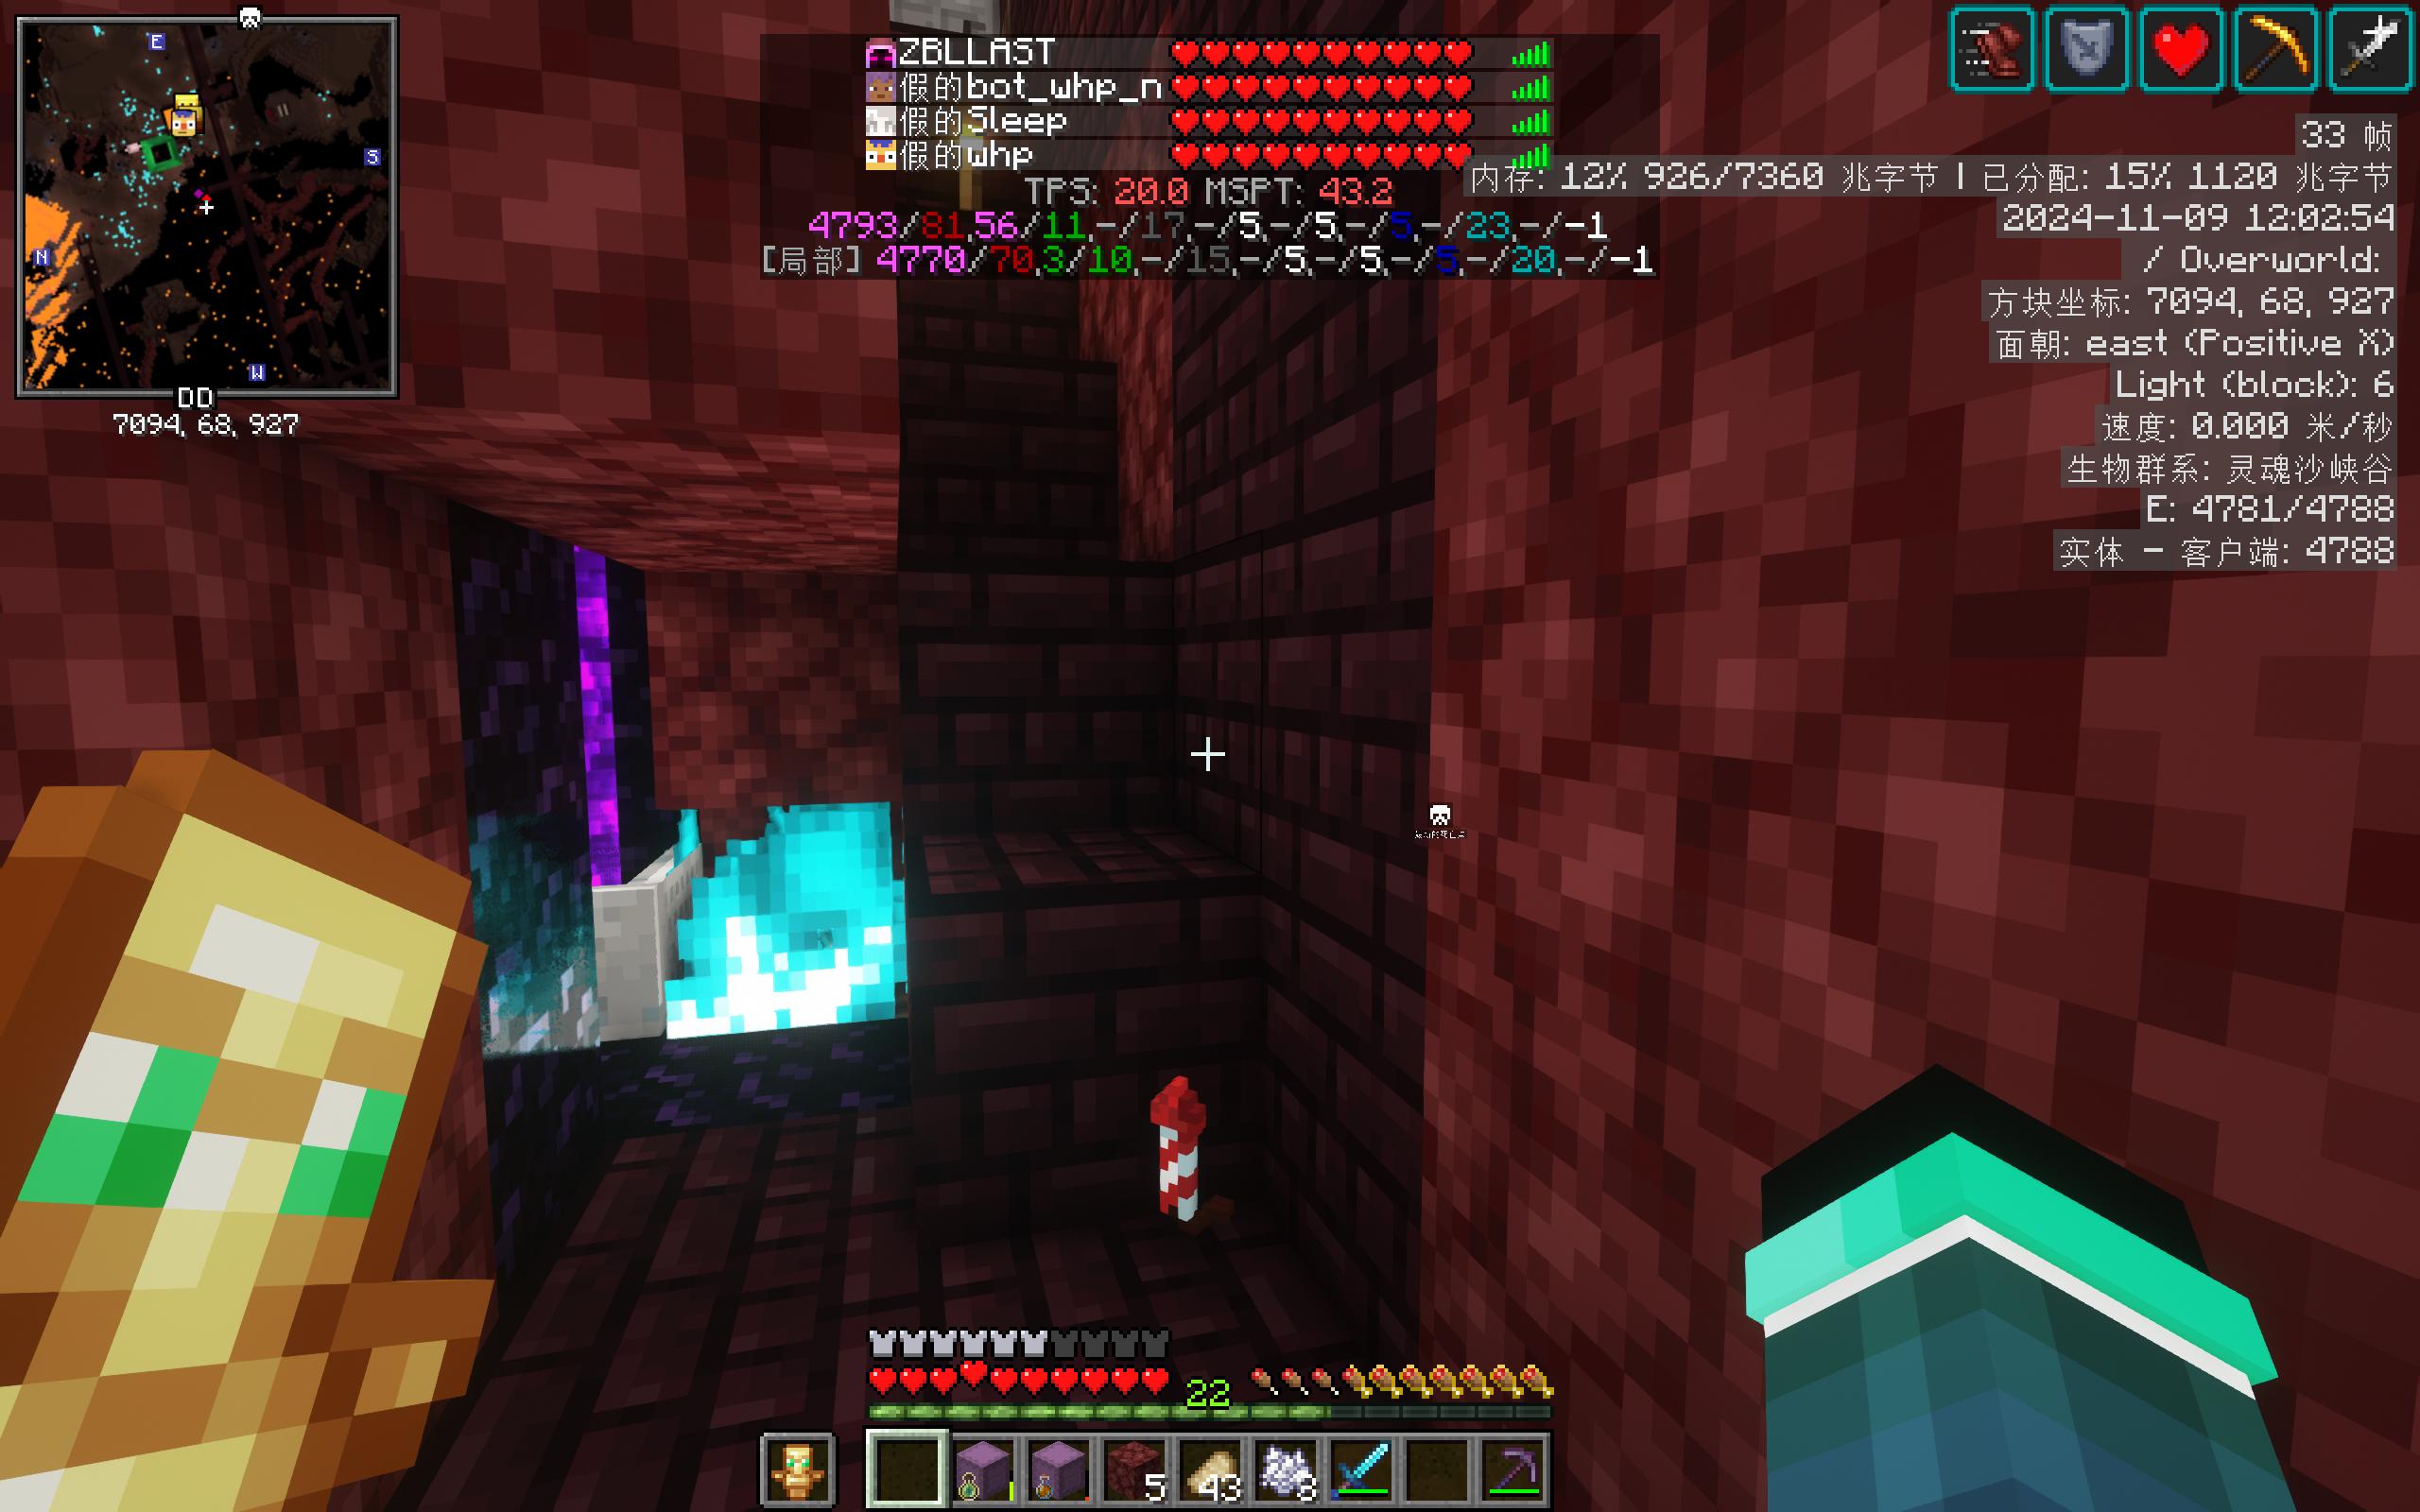 E
S
N
W
DD
7094, 68, 927
ZBLLAST
假的bot_whp_n
假的Sleep
假的whp
TPS: 20.0 MSPT: 43.2
4793/81,56/11,-/17,-/5,-/5,-/5,-/23,-/-1
[局部] 4770/70,3/10,-/15,-/5,-/5,-/5,-/20,-/-1
33 帧
内存: 12% 926/7360 兆字节 | 已分配: 15% 1120 兆字节
2024-11-09 12:02:54
/ Overworld:
方块坐标: 7094, 68, 927
面朝: east (Positive X)
Light (block): 6
速度: 0.000 米/秒
生物群系: 灵魂沙峡谷
E: 4781/4788
实体 - 客户端: 4788
22
5
43
8